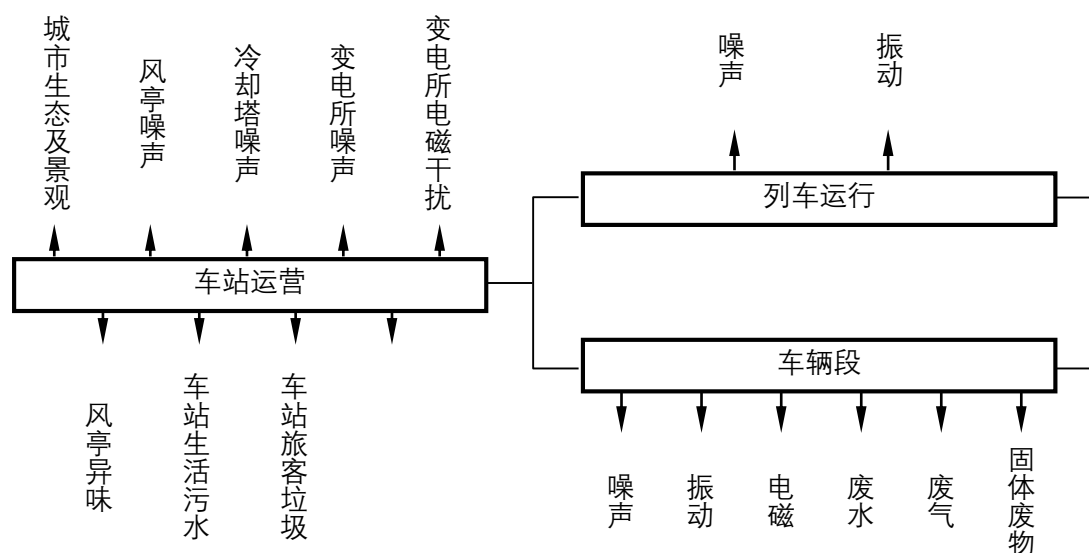 城市生态及景观
风亭噪声
冷却塔噪声
变电所噪声
变电所电磁干扰
噪声
振动
列车运行
车站运营
车辆段
风亭异味
车站生活污水
车站旅客垃圾
噪声
振动
电磁
废水
废气
固体废物